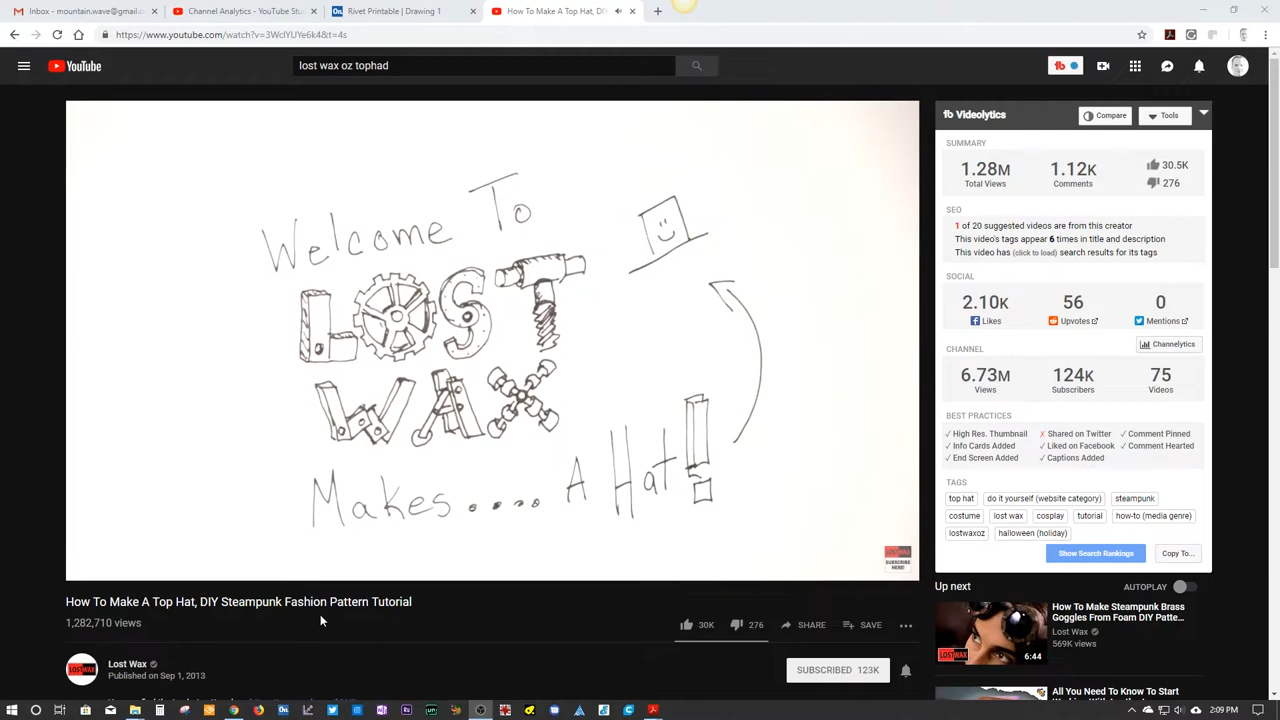 Inbox - mountain.wave@gmail.c
Channel Analytics - YouTube Stu
On
Rivet Printable | Drawing 1
How To Make A Top Hat, DIY
https://www.youtube.com/watch?v=3WclYUYe6k4&t=4s
YouTube
lost wax oz tophad
Welcome To
LOST
WAX
Makes..... A Hat!
LOSTWAX
SUBSCRIBE
HERE!
How To Make A Top Hat, DIY Steampunk Fashion Pattern Tutorial
1,282,710 views
30K
276
SHARE
SAVE
LOSTWAX
Lost Wax
Published on Sep 1, 2013
SUBSCRIBED 123K
tb Videolytics
Compare
Tools
SUMMARY
1.28M
Total Views
1.12K
Comments
30.5K
276
SEO
1 of 20 suggested videos are from this creator
This video's tags appear 6 times in title and description
This video has (click to load) search results for its tags
SOCIAL
2.10K
Likes
56
Upvotes
0
Mentions
Channelytics
CHANNEL
6.73M
Views
124K
Subscribers
75
Videos
BEST PRACTICES
✓ High Res. Thumbnail
✗ Shared on Twitter
✓ Comment Pinned
✓ Info Cards Added
✓ Liked on Facebook
✓ Comment Hearted
✓ End Screen Added
✓ Captions Added
TAGS
top hat
do it yourself (website category)
steampunk
costume
lost wax
cosplay
tutorial
how-to (media genre)
lostwaxoz
halloween (holiday)
Show Search Rankings
Copy To...
Up next
AUTOPLAY
LOSTWAX
6:44
How To Make Steampunk Brass
Goggles From Foam DIY Patte...
Lost Wax
569K views
All You Need To Know To Start
2:09 PM